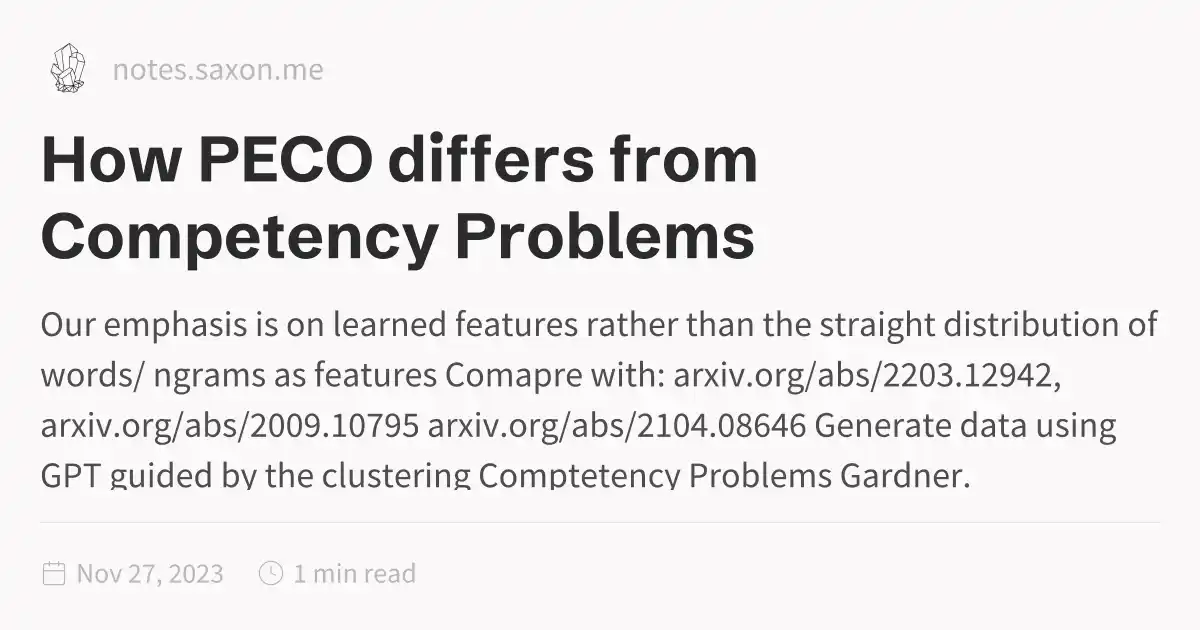 notes.saxon.me
How PECO differs from
Competency Problems
Our emphasis is on learned features rather than the straight distribution of
words/ ngrams as features Comapre with: arxiv.org/abs/2203.12942,
arxiv.org/abs/2009.10795 arxiv.org/abs/2104.08646 Generate data using
GPT guided by the clustering Comptetency Problems Gardner.
Nov 27, 2023 1 min read